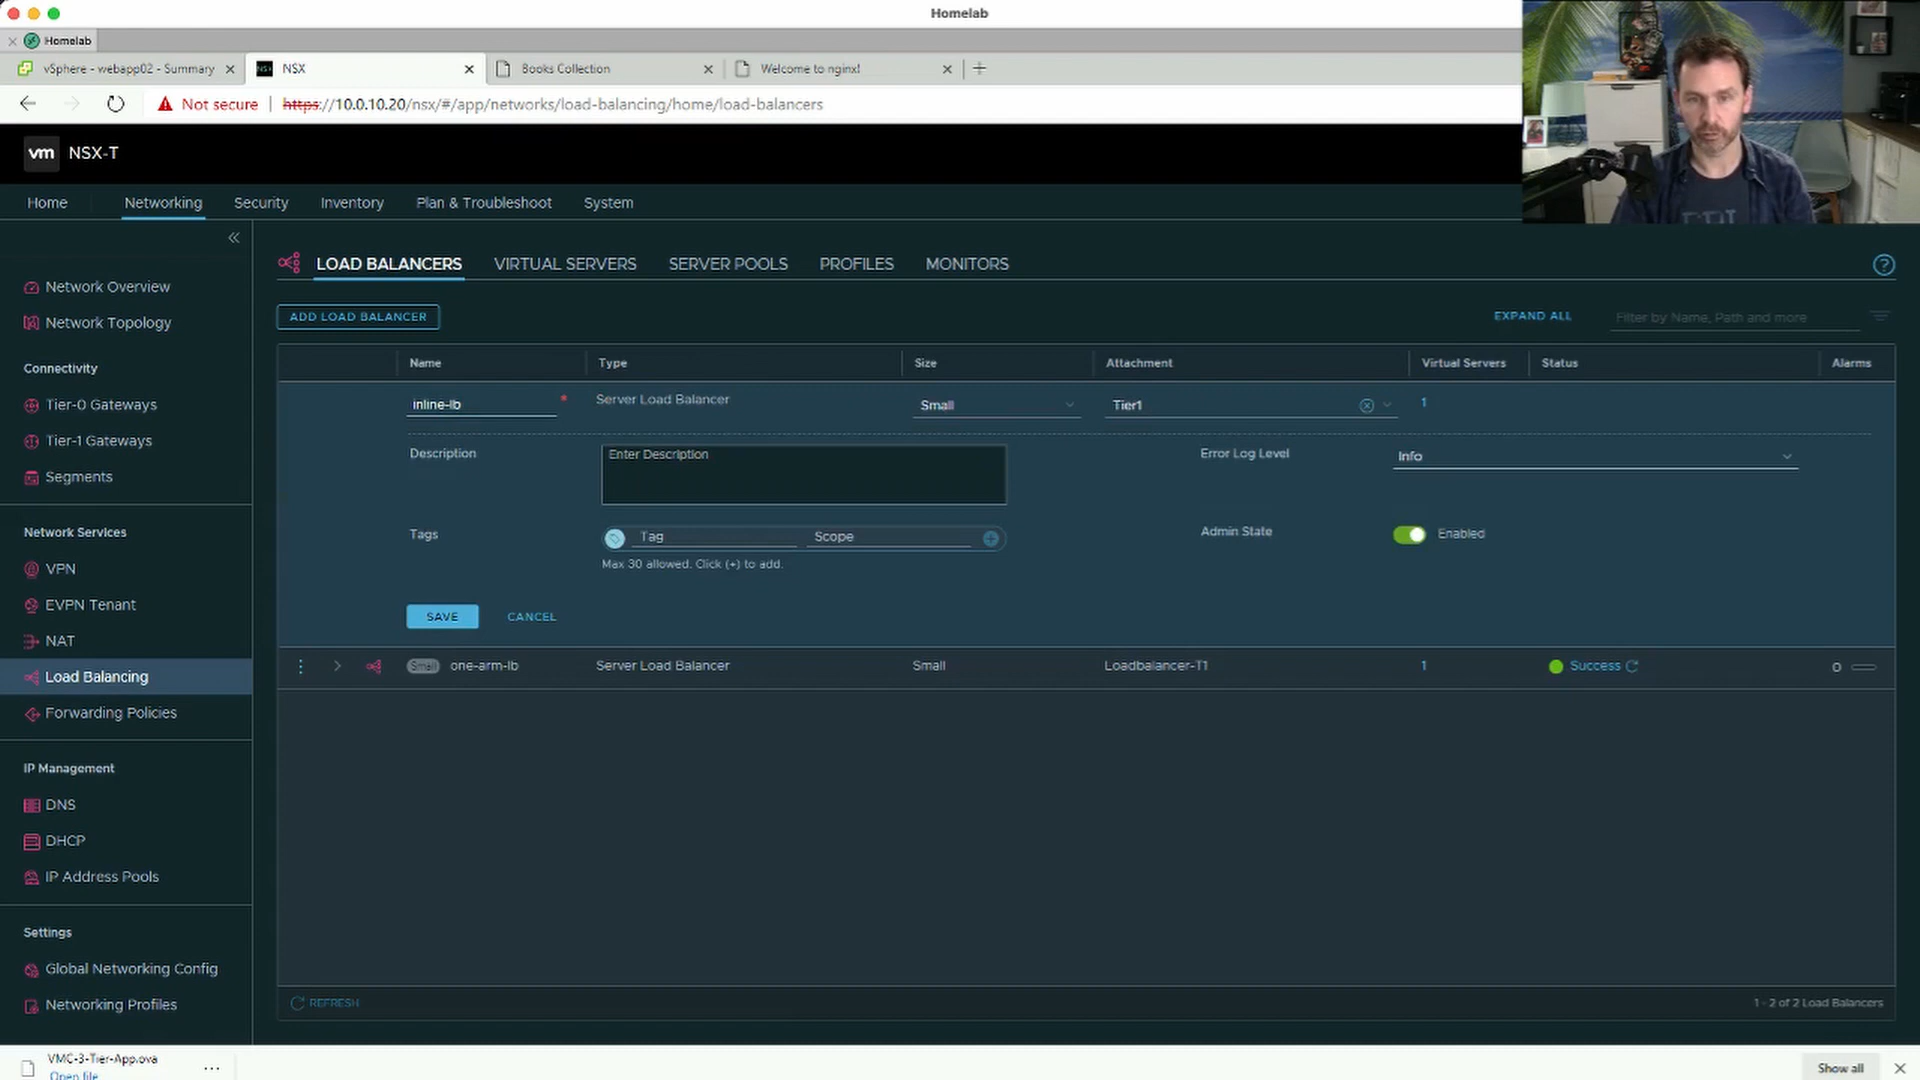 Homelab
Homelab
vSphere - webapp02 - Summary
NSX
Books Collection
Welcome to nginx!
Not secure
https://10.0.10.20/nsx/#/app/networks/load-balancing/home/load-balancers
vm NSX-T
Home
Networking
Security
Inventory
Plan & Troubleshoot
System
Network Overview
Network Topology
Connectivity
Tier-0 Gateways
Tier-1 Gateways
Segments
Network Services
VPN
EVPN Tenant
NAT
Load Balancing
Forwarding Policies
IP Management
DNS
DHCP
IP Address Pools
Settings
Global Networking Config
Networking Profiles
LOAD BALANCERS
VIRTUAL SERVERS
SERVER POOLS
PROFILES
MONITORS
ADD LOAD BALANCER
EXPAND ALL
Filter by Name, Path and more
Name
Type
Size
Attachment
Virtual Servers
Status
Alarms
inline-lb *
Server Load Balancer
Small
Tier1
1
Description
Enter Description
Error Log Level
Info
Tags
Tag
Scope
Max 30 allowed. Click (+) to add.
Admin State
Enabled
SAVE
CANCEL
Small one-arm-lb
Server Load Balancer
Small
Loadbalancer-T1
1
Success
0
REFRESH
1 - 2 of 2 Load Balancers
VMC-3-Tier-App.ova
Open file
Show all